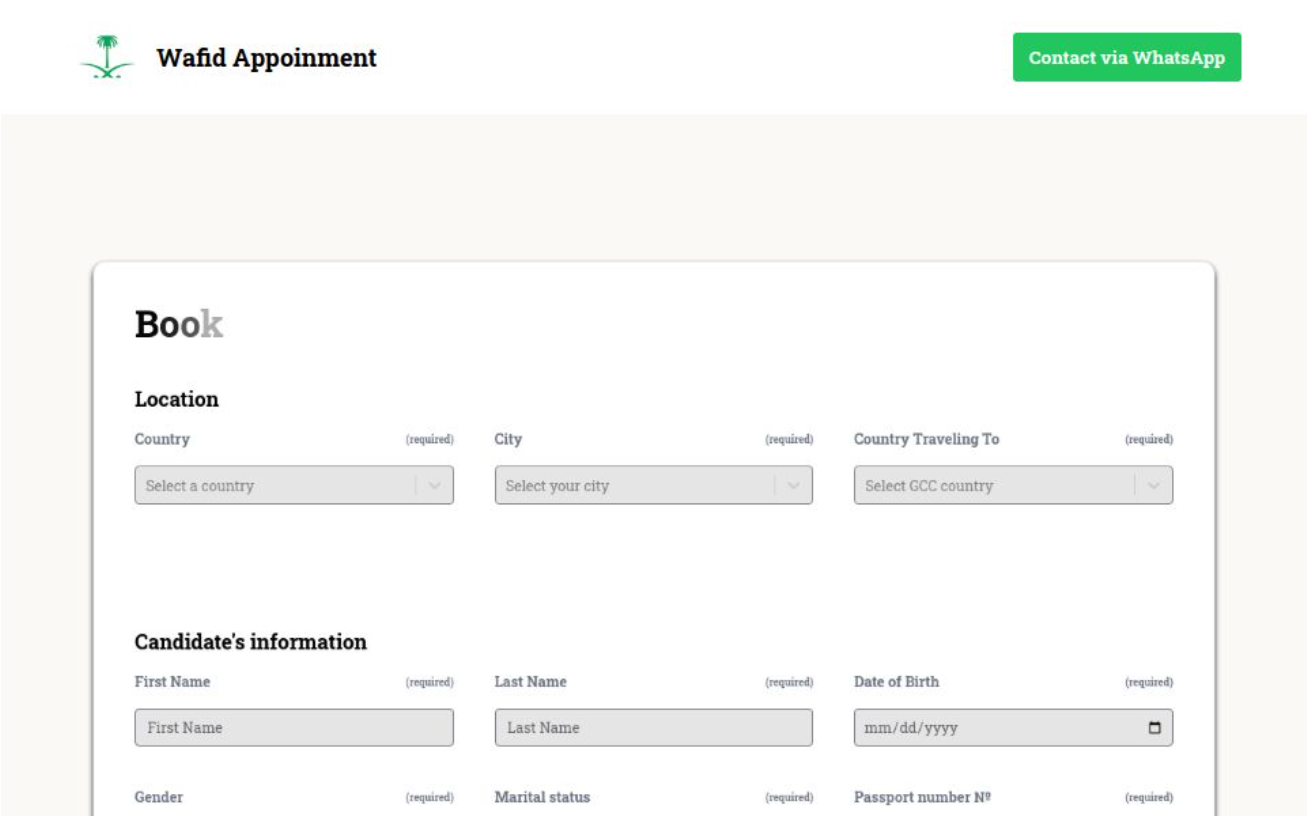 Wafid Appoinment
Contact via WhatsApp
Book
Location
Country (required) City (required) Country Traveling To (required)
Select a country Select your city Select GCC country
Candidate's information
First Name (required) Last Name (required) Date of Birth (required)
First Name Last Name mm/dd/yyyy
Gender (required) Marital status (required) Passport number Nº (required)